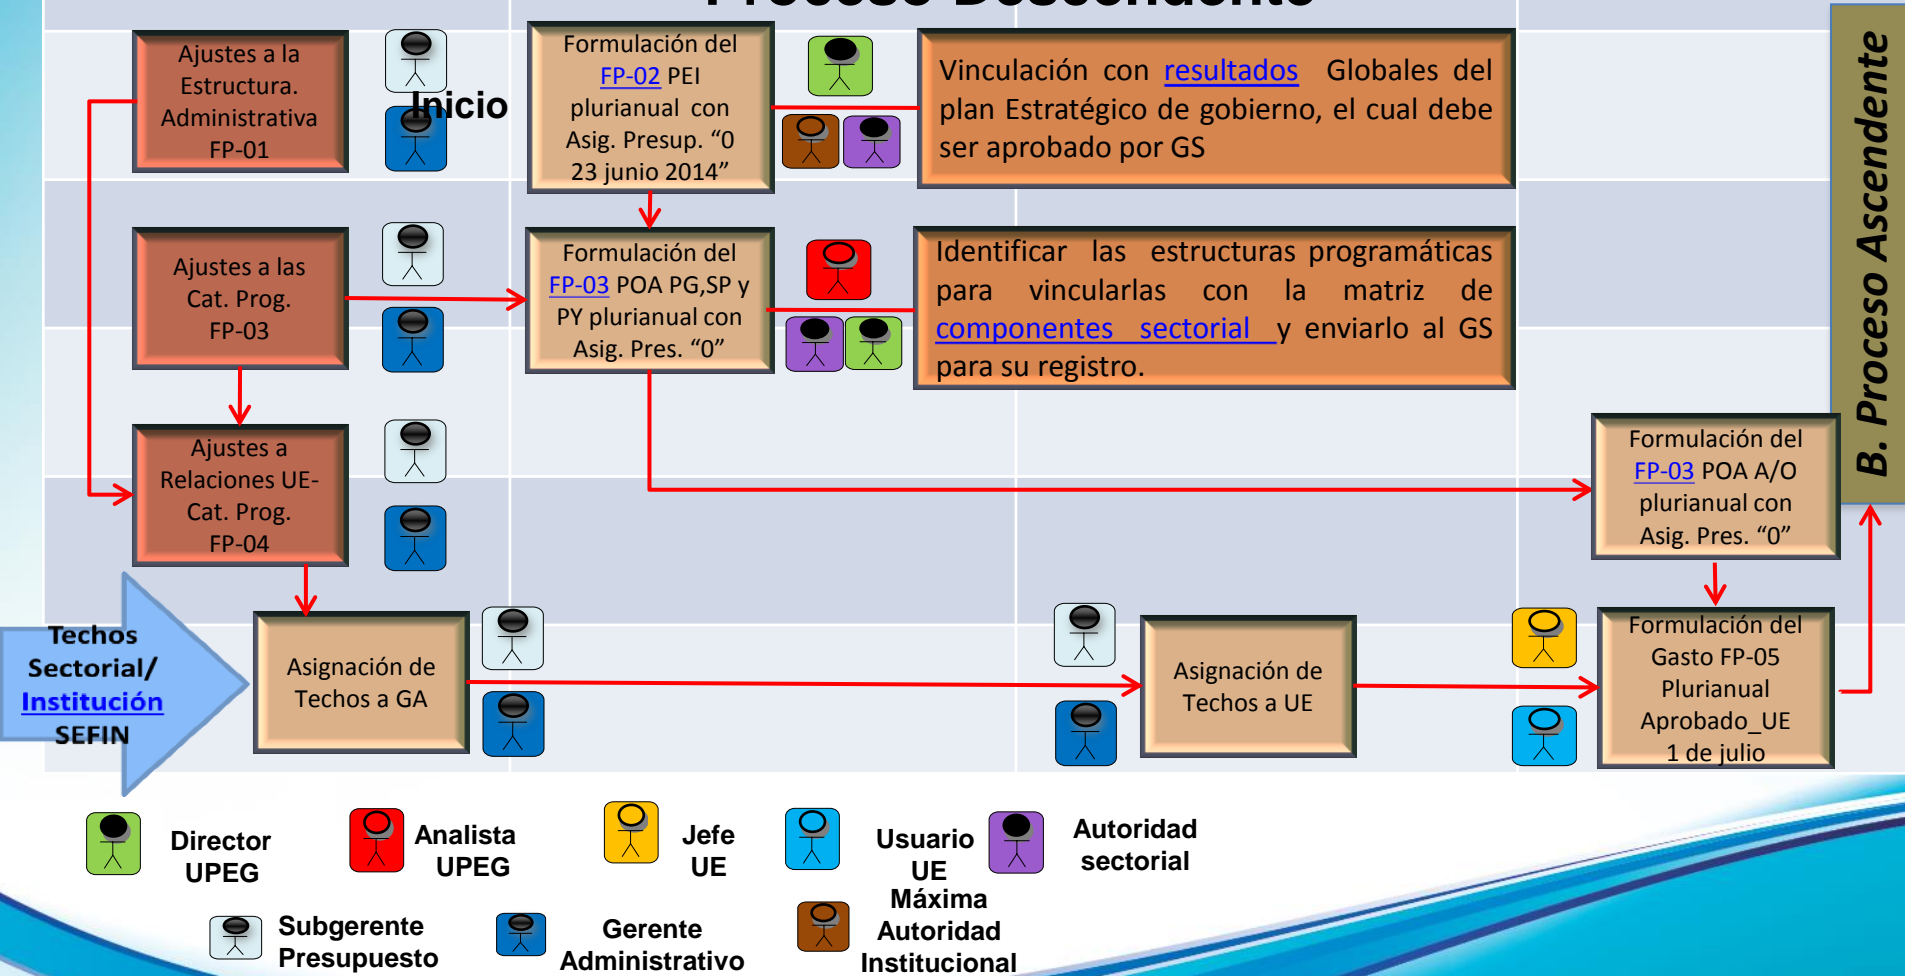 Proceso Descendente
Ajustes a la
Estructura.
Administrativa
FP-01
Inicio
Formulación del
FP-02 PEI
plurianual con
Asig. Presup. “0
23 junio 2014”
Vinculación con resultados Globales del
plan Estratégico de gobierno, el cual debe
ser aprobado por GS
B. Proceso Ascendente
Ajustes a las
Cat. Prog.
FP-03
Formulación del
FP-03 POA PG,SP y
PY plurianual con
Asig. Pres. “0”
Identificar las estructuras programáticas
para vincularlas con la matriz de
componentes sectorial y enviarlo al GS
para su registro.
Ajustes a
Relaciones UE-
Cat. Prog.
FP-04
Formulación del
FP-03 POA A/O
plurianual con
Asig. Pres. “0”
Techos
Sectorial/
Institución
SEFIN
Asignación de
Techos a GA
Asignación de
Techos a UE
Formulación del
Gasto FP-05
Plurianual
Aprobado_UE
1 de julio
Director
UPEG
Analista
UPEG
Jefe
UE
Usuario
UE
Autoridad
sectorial
Subgerente
Presupuesto
Gerente
Administrativo
Máxima
Autoridad
Institucional